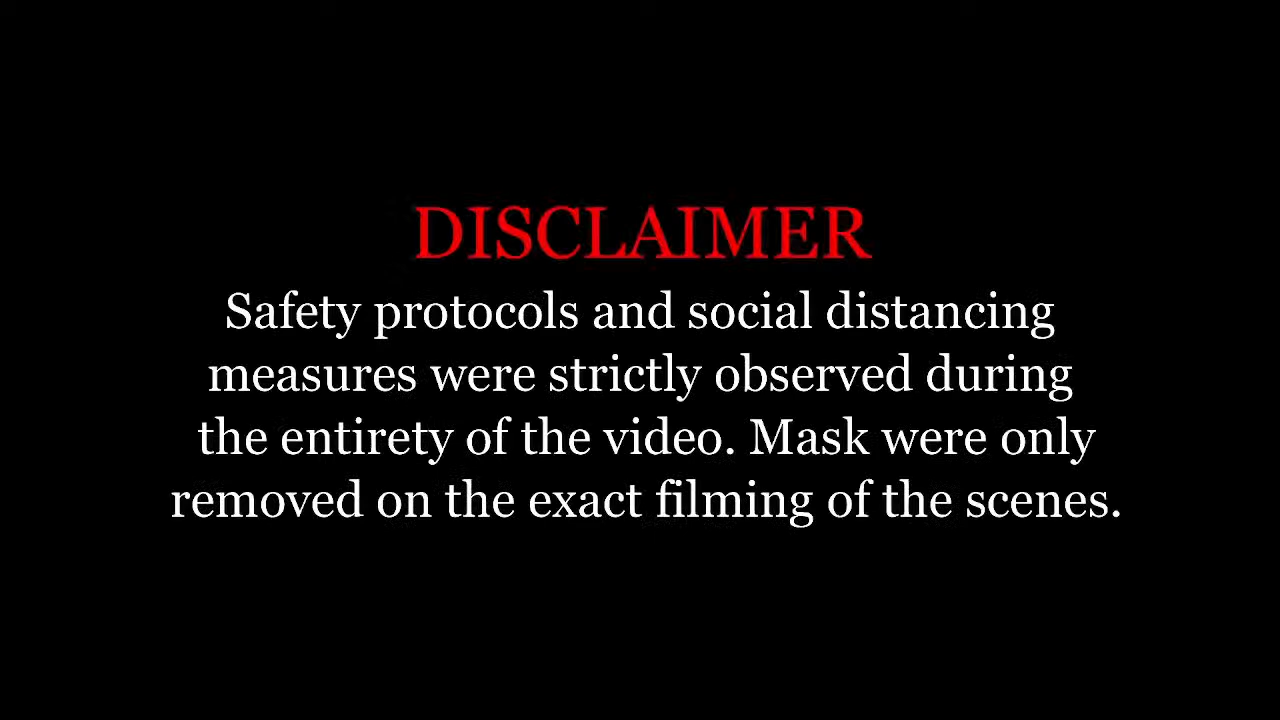 DISCLAIMER
Safety protocols and social distancing
measures were strictly observed during
the entirety of the video. Mask were only
removed on the exact filming of the scenes.